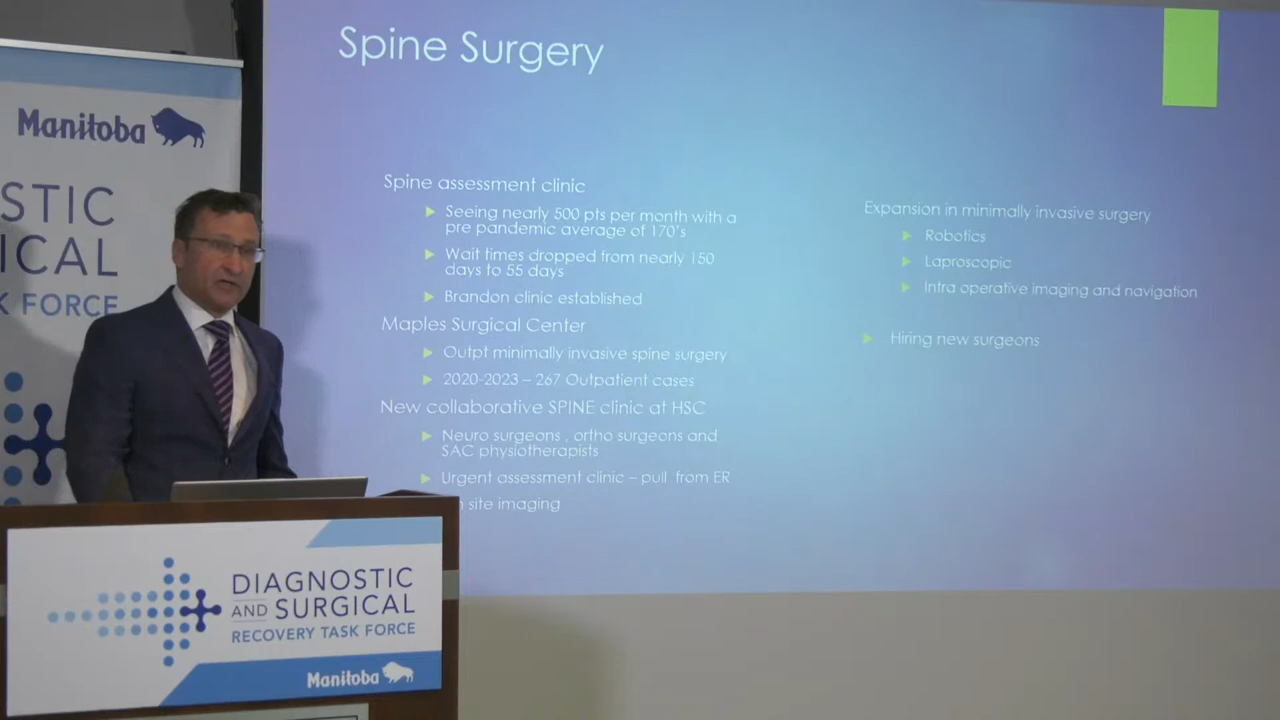 Manitoba
STIC
ICAL
K FORCE
Spine Surgery
Spine assessment clinic
Seeing nearly 500 pts per month with a
pre pandemic average of 170's
Wait times dropped from nearly 150
days to 55 days
Brandon clinic established
Maples Surgical Center
Outpt minimally invasive spine surgery
2020-2023 – 267 Outpatient cases
New collaborative SPINE clinic at HSC
Neuro surgeons , ortho surgeons and
SAC physiotherapists
Urgent assessment clinic – pull from ER
n site imaging
Expansion in minimally invasive surgery
Robotics
Laproscopic
Infra operative imaging and navigation
Hiring new surgeons
DIAGNOSTIC
AND SURGICAL
RECOVERY TASK FORCE
Manitoba